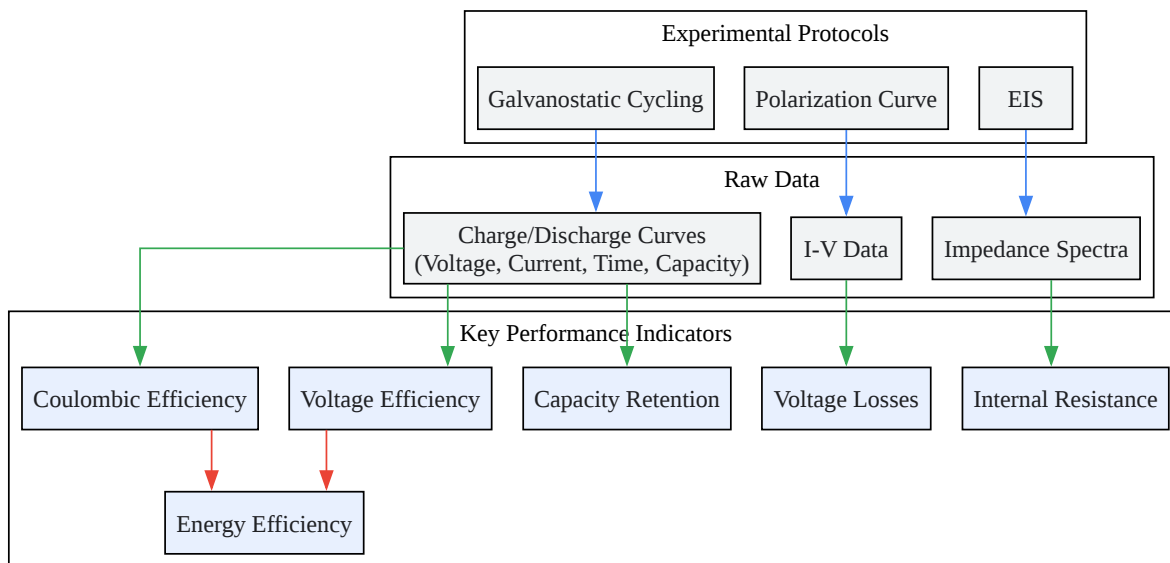 Experimental Protocols
Galvanostatic Cycling
Polarization Curve
EIS
Raw Data
Charge/Discharge Curves
(Voltage, Current, Time, Capacity)
I-V Data
Impedance Spectra
Key Performance Indicators
Coulombic Efficiency
Voltage Efficiency
Capacity Retention
Voltage Losses
Internal Resistance
Energy Efficiency